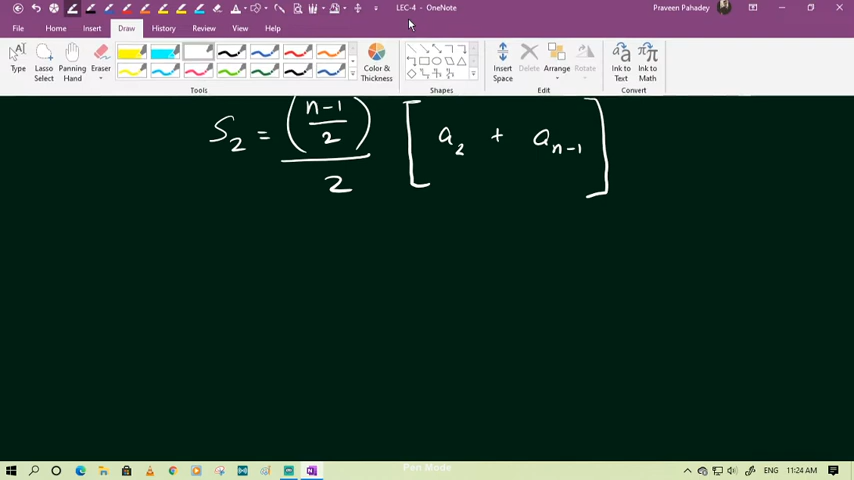 LEC-4 - OneNote
Praveen Pahadey
File Home Insert Draw History Review View Help
Type Lasso Select Panning Hand Eraser Color & Thickness Insert Space Delete Arrange Rotate Ink to Text Ink to Math
Tools Shapes Edit Convert
S₂ = ((n-1)/2)/2 [a₂ + aₙ₋₁]
Pen Mode
ENG 11:24 AM